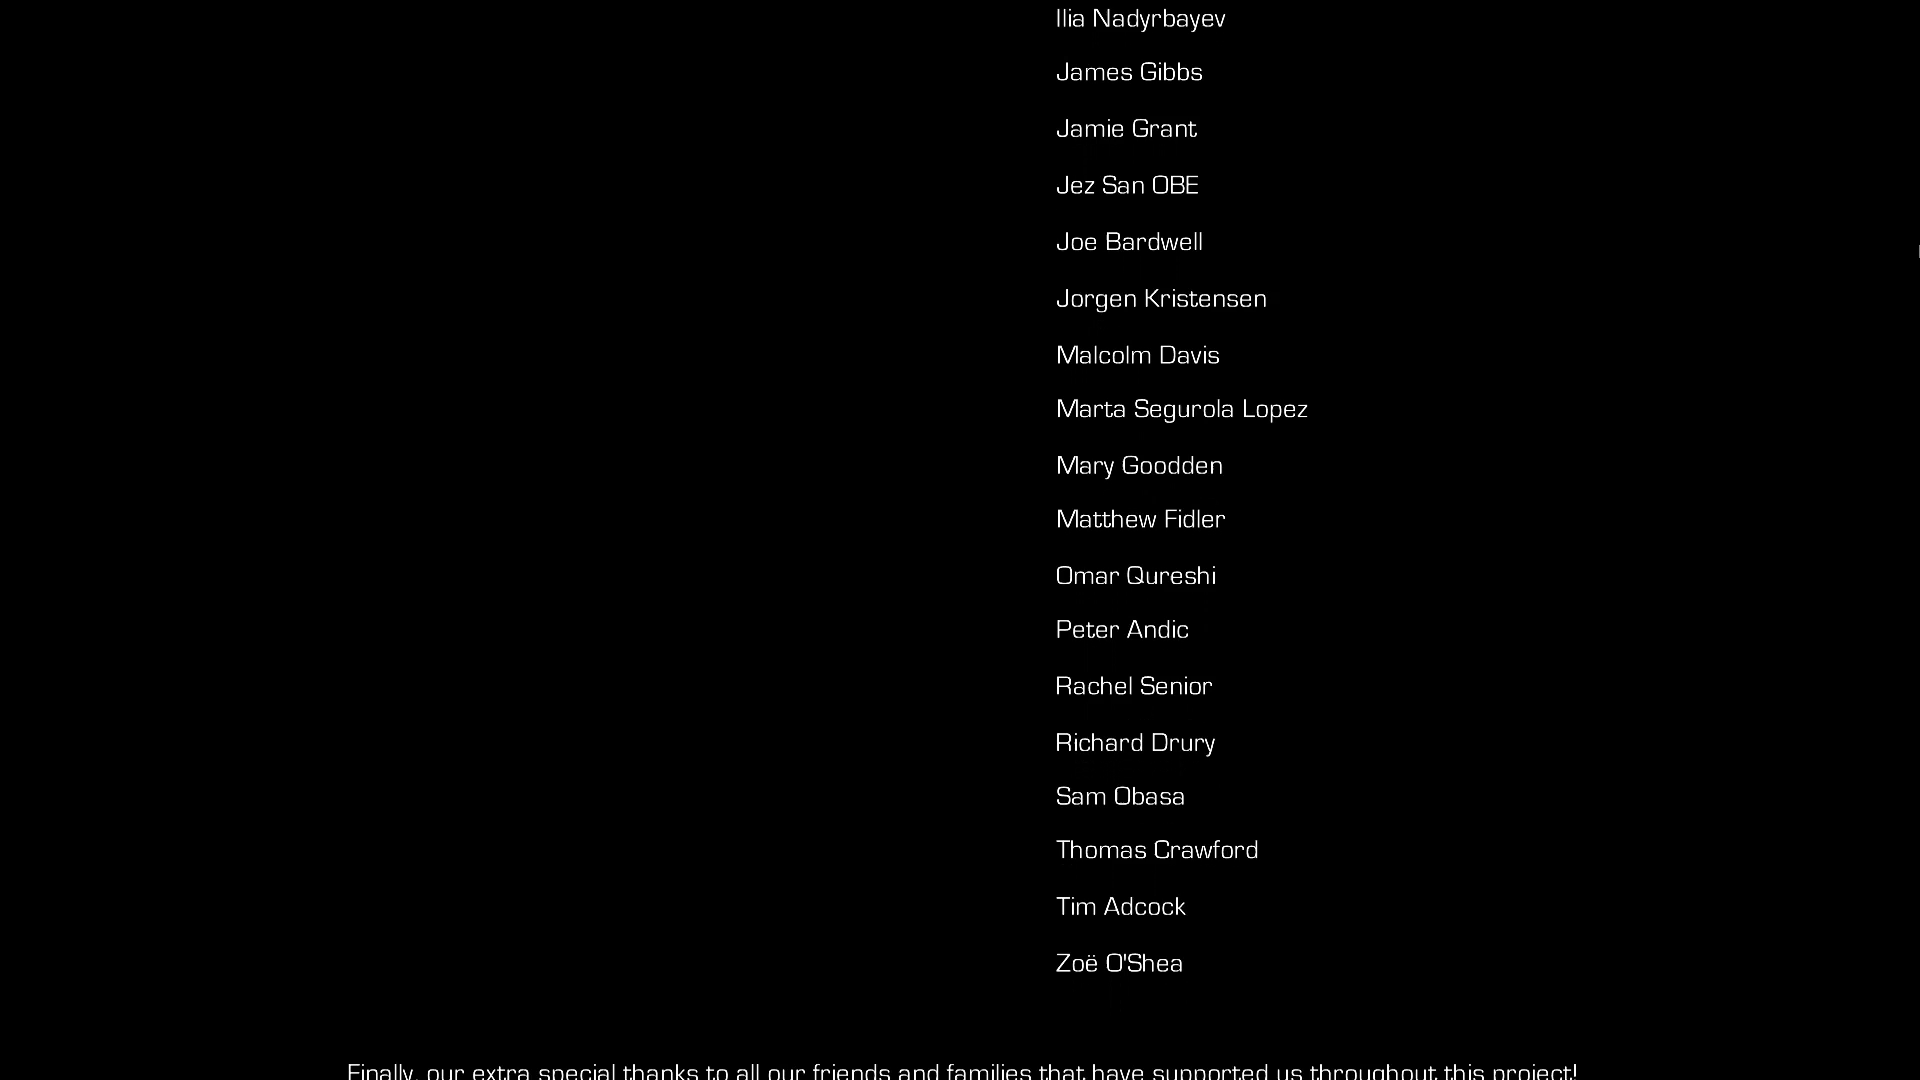 Ilia Nadyrbayev
James Gibbs
Jamie Grant
Jez San OBE
Joe Bardwell
Jorgen Kristensen
Malcolm Davis
Marta Segurola Lopez
Mary Goodden
Matthew Fidler
Omar Qureshi
Peter Andic
Rachel Senior
Richard Drury
Sam Obasa
Thomas Crawford
Tim Adcock
Zoë O'Shea
Finally, our extra special thanks to all our friends and families that have supported us throughout this project!